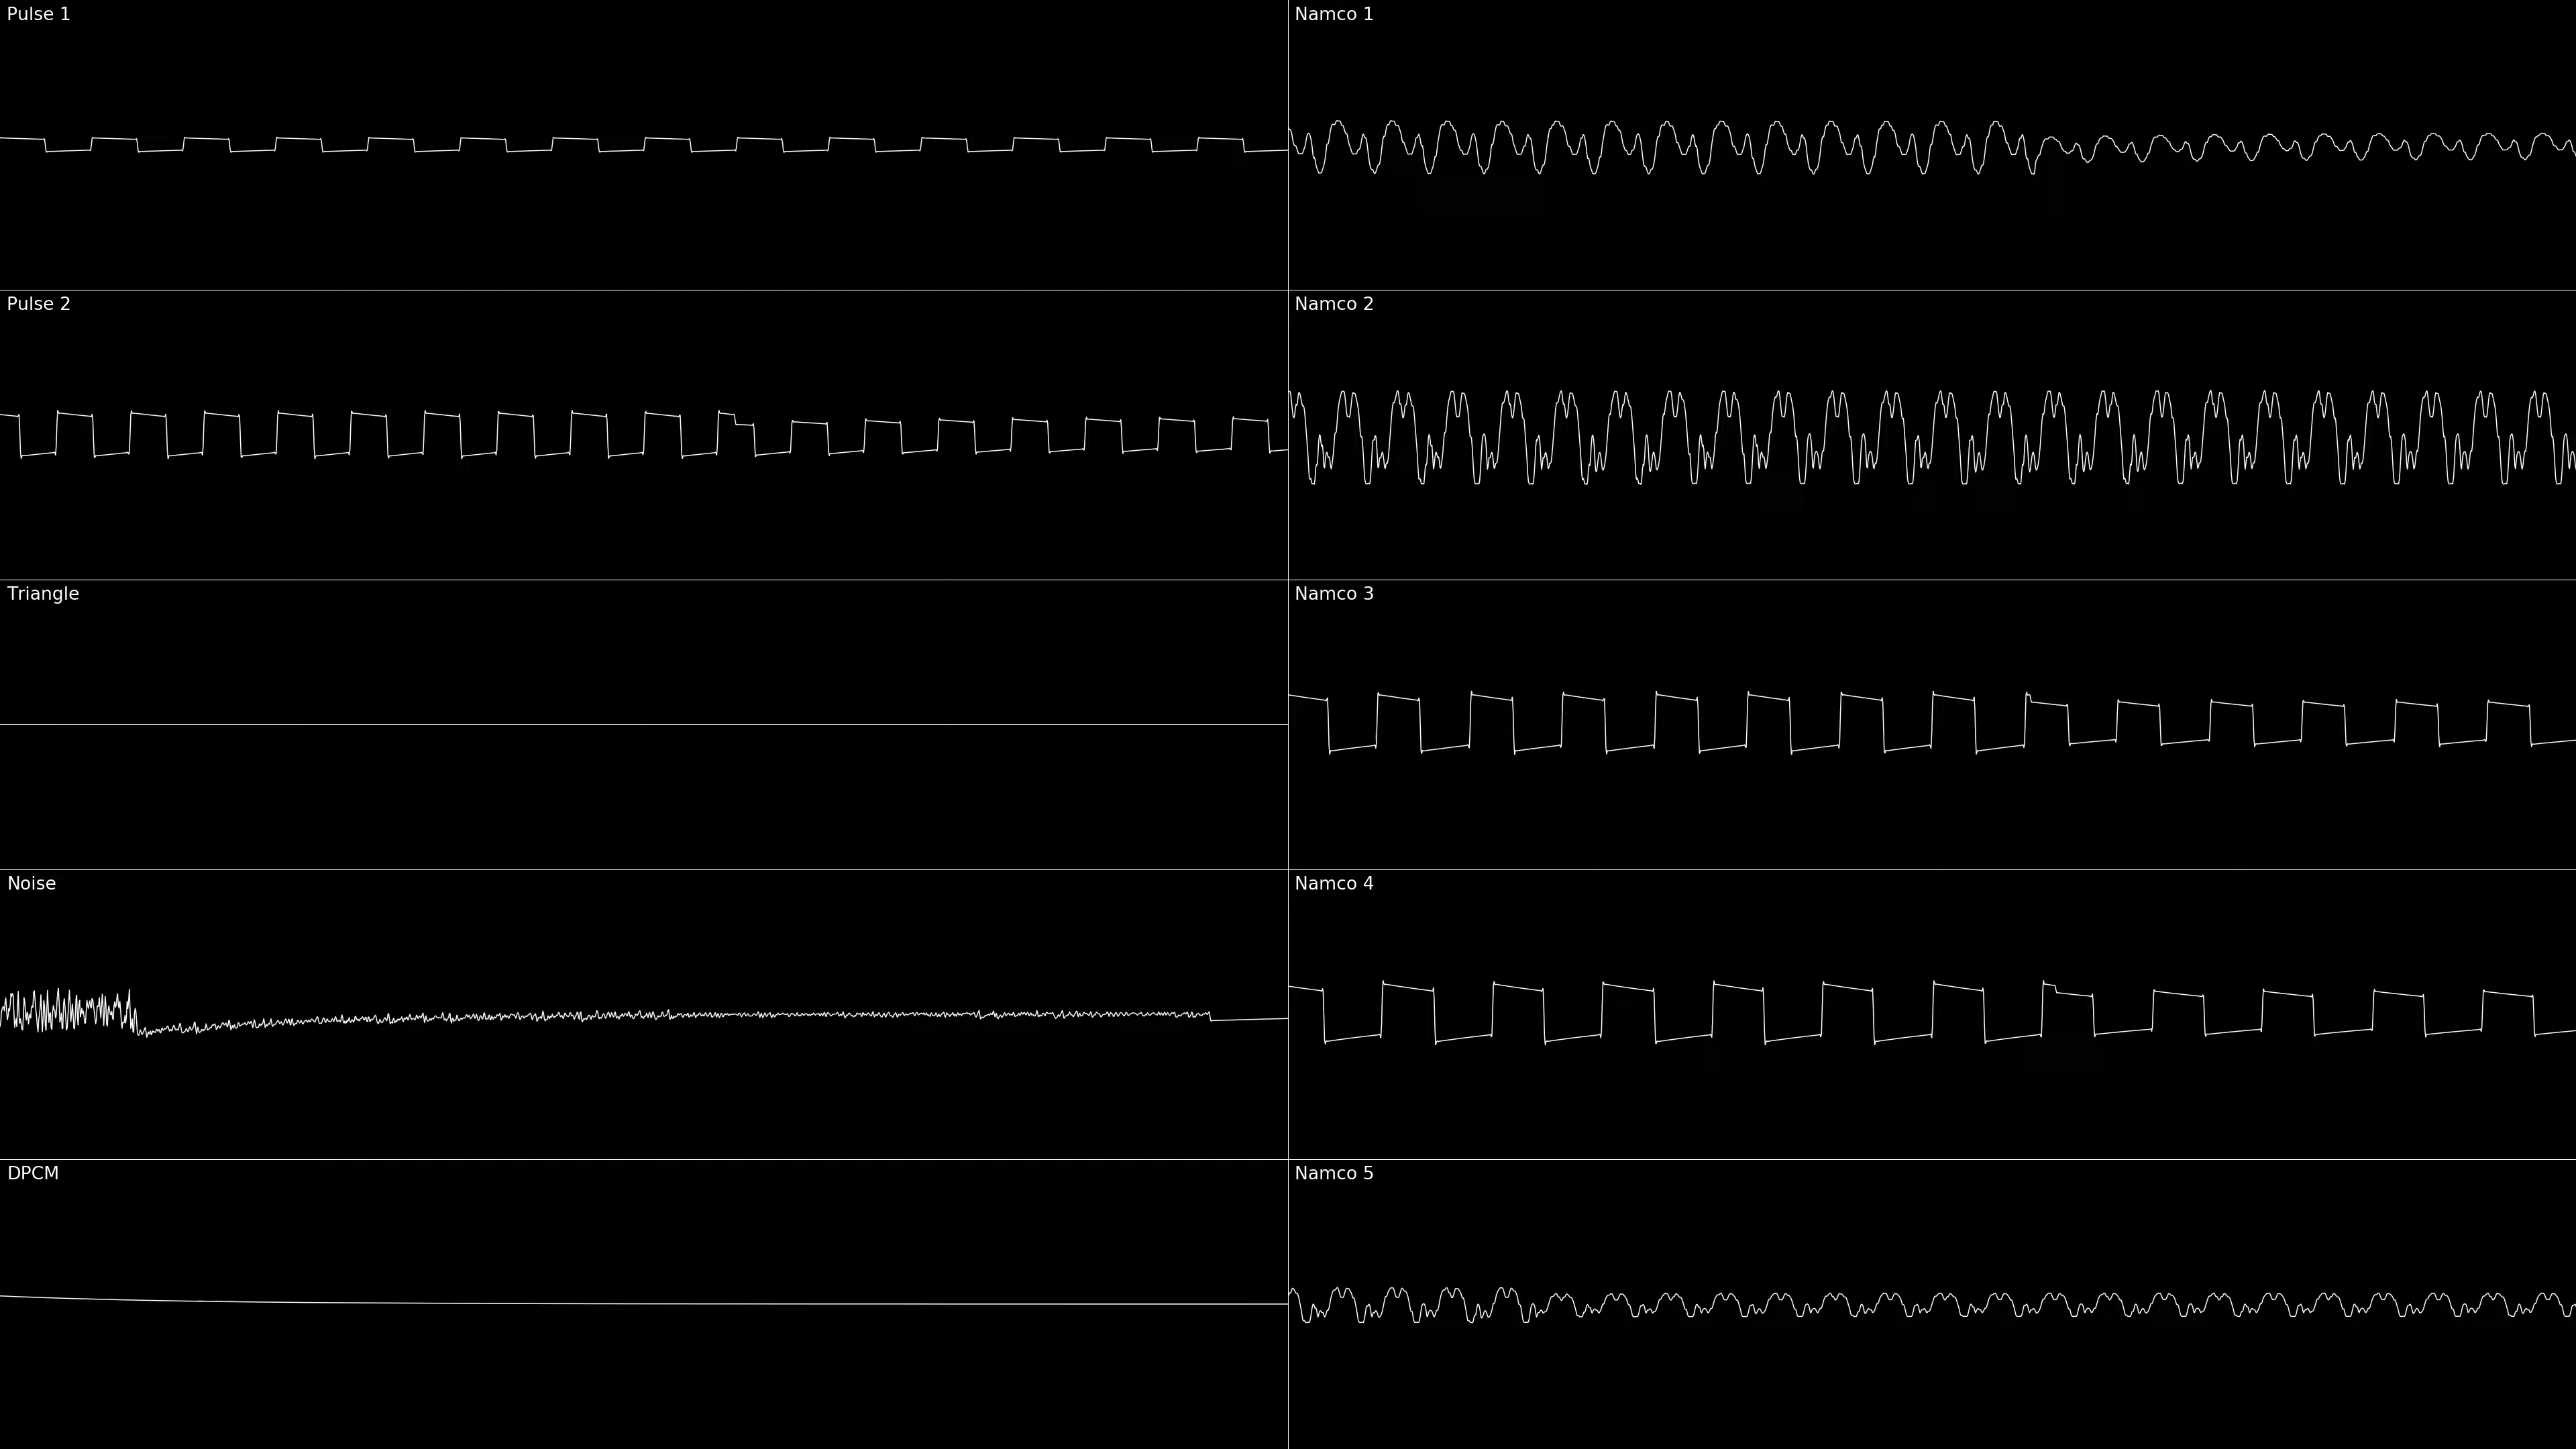 Pulse 1
Pulse 2
Triangle
Noise
DPCM
Namco 1
Namco 2
Namco 3
Namco 4
Namco 5